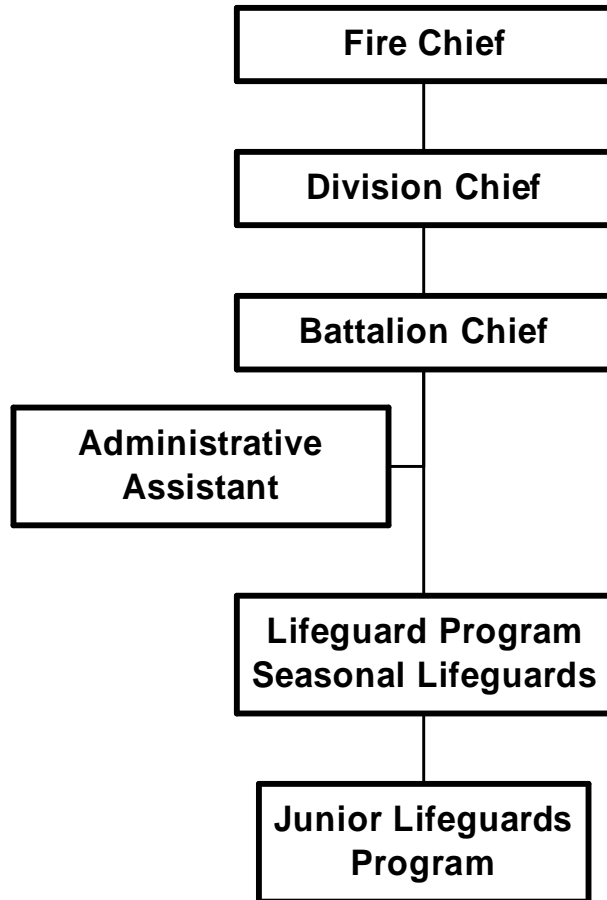 Fire Chief
Division Chief
Battalion Chief
Administrative
Assistant
Lifeguard Program
Seasonal Lifeguards
Junior Lifeguards
Program